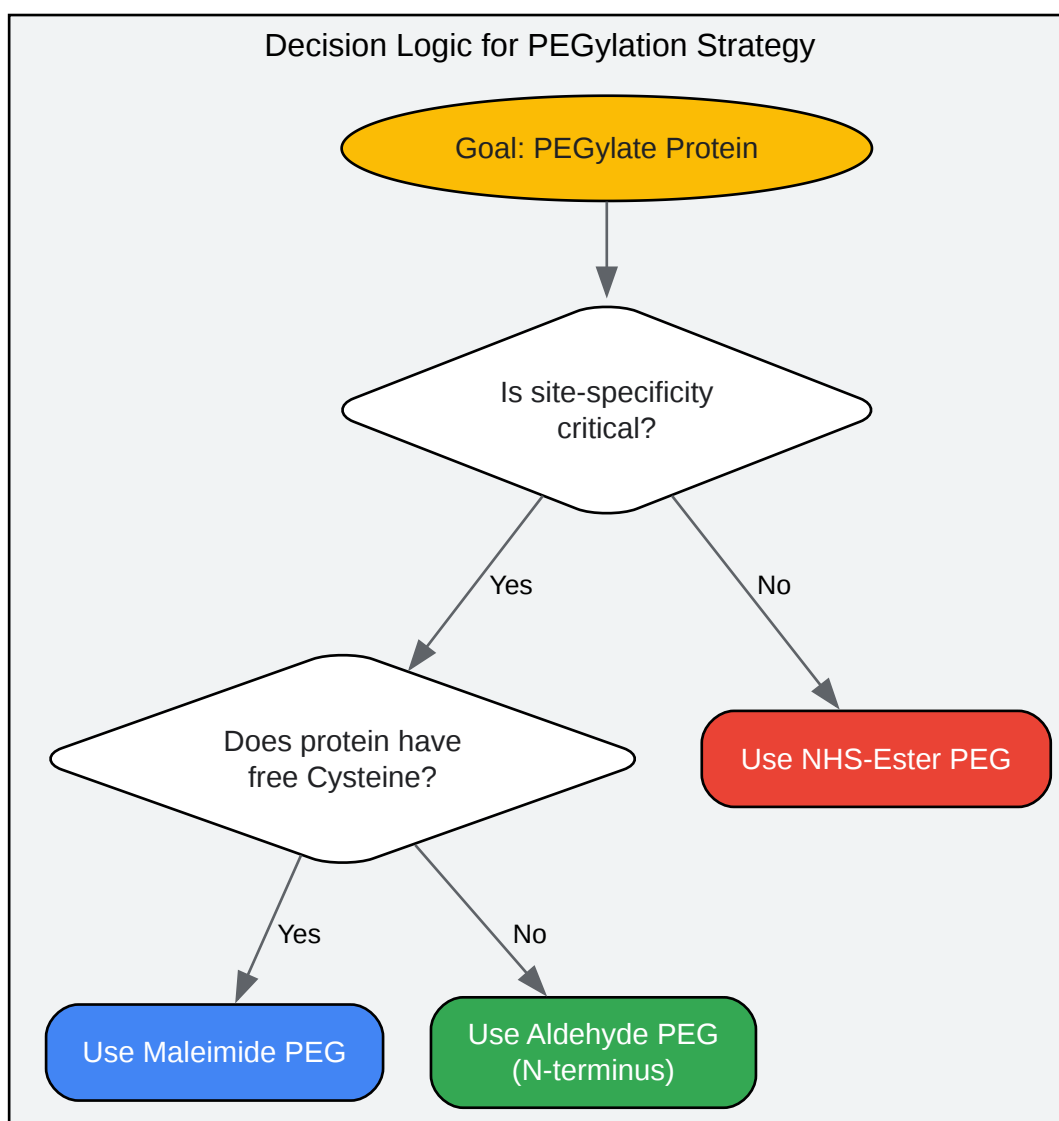 Decision Logic for PEGylation Strategy
Goal: PEGylate Protein
Is site-specificity
critical?
Yes
No
Does protein have
free Cysteine?
Use NHS-Ester PEG
Yes
No
Use Maleimide PEG
Use Aldehyde PEG
(N-terminus)